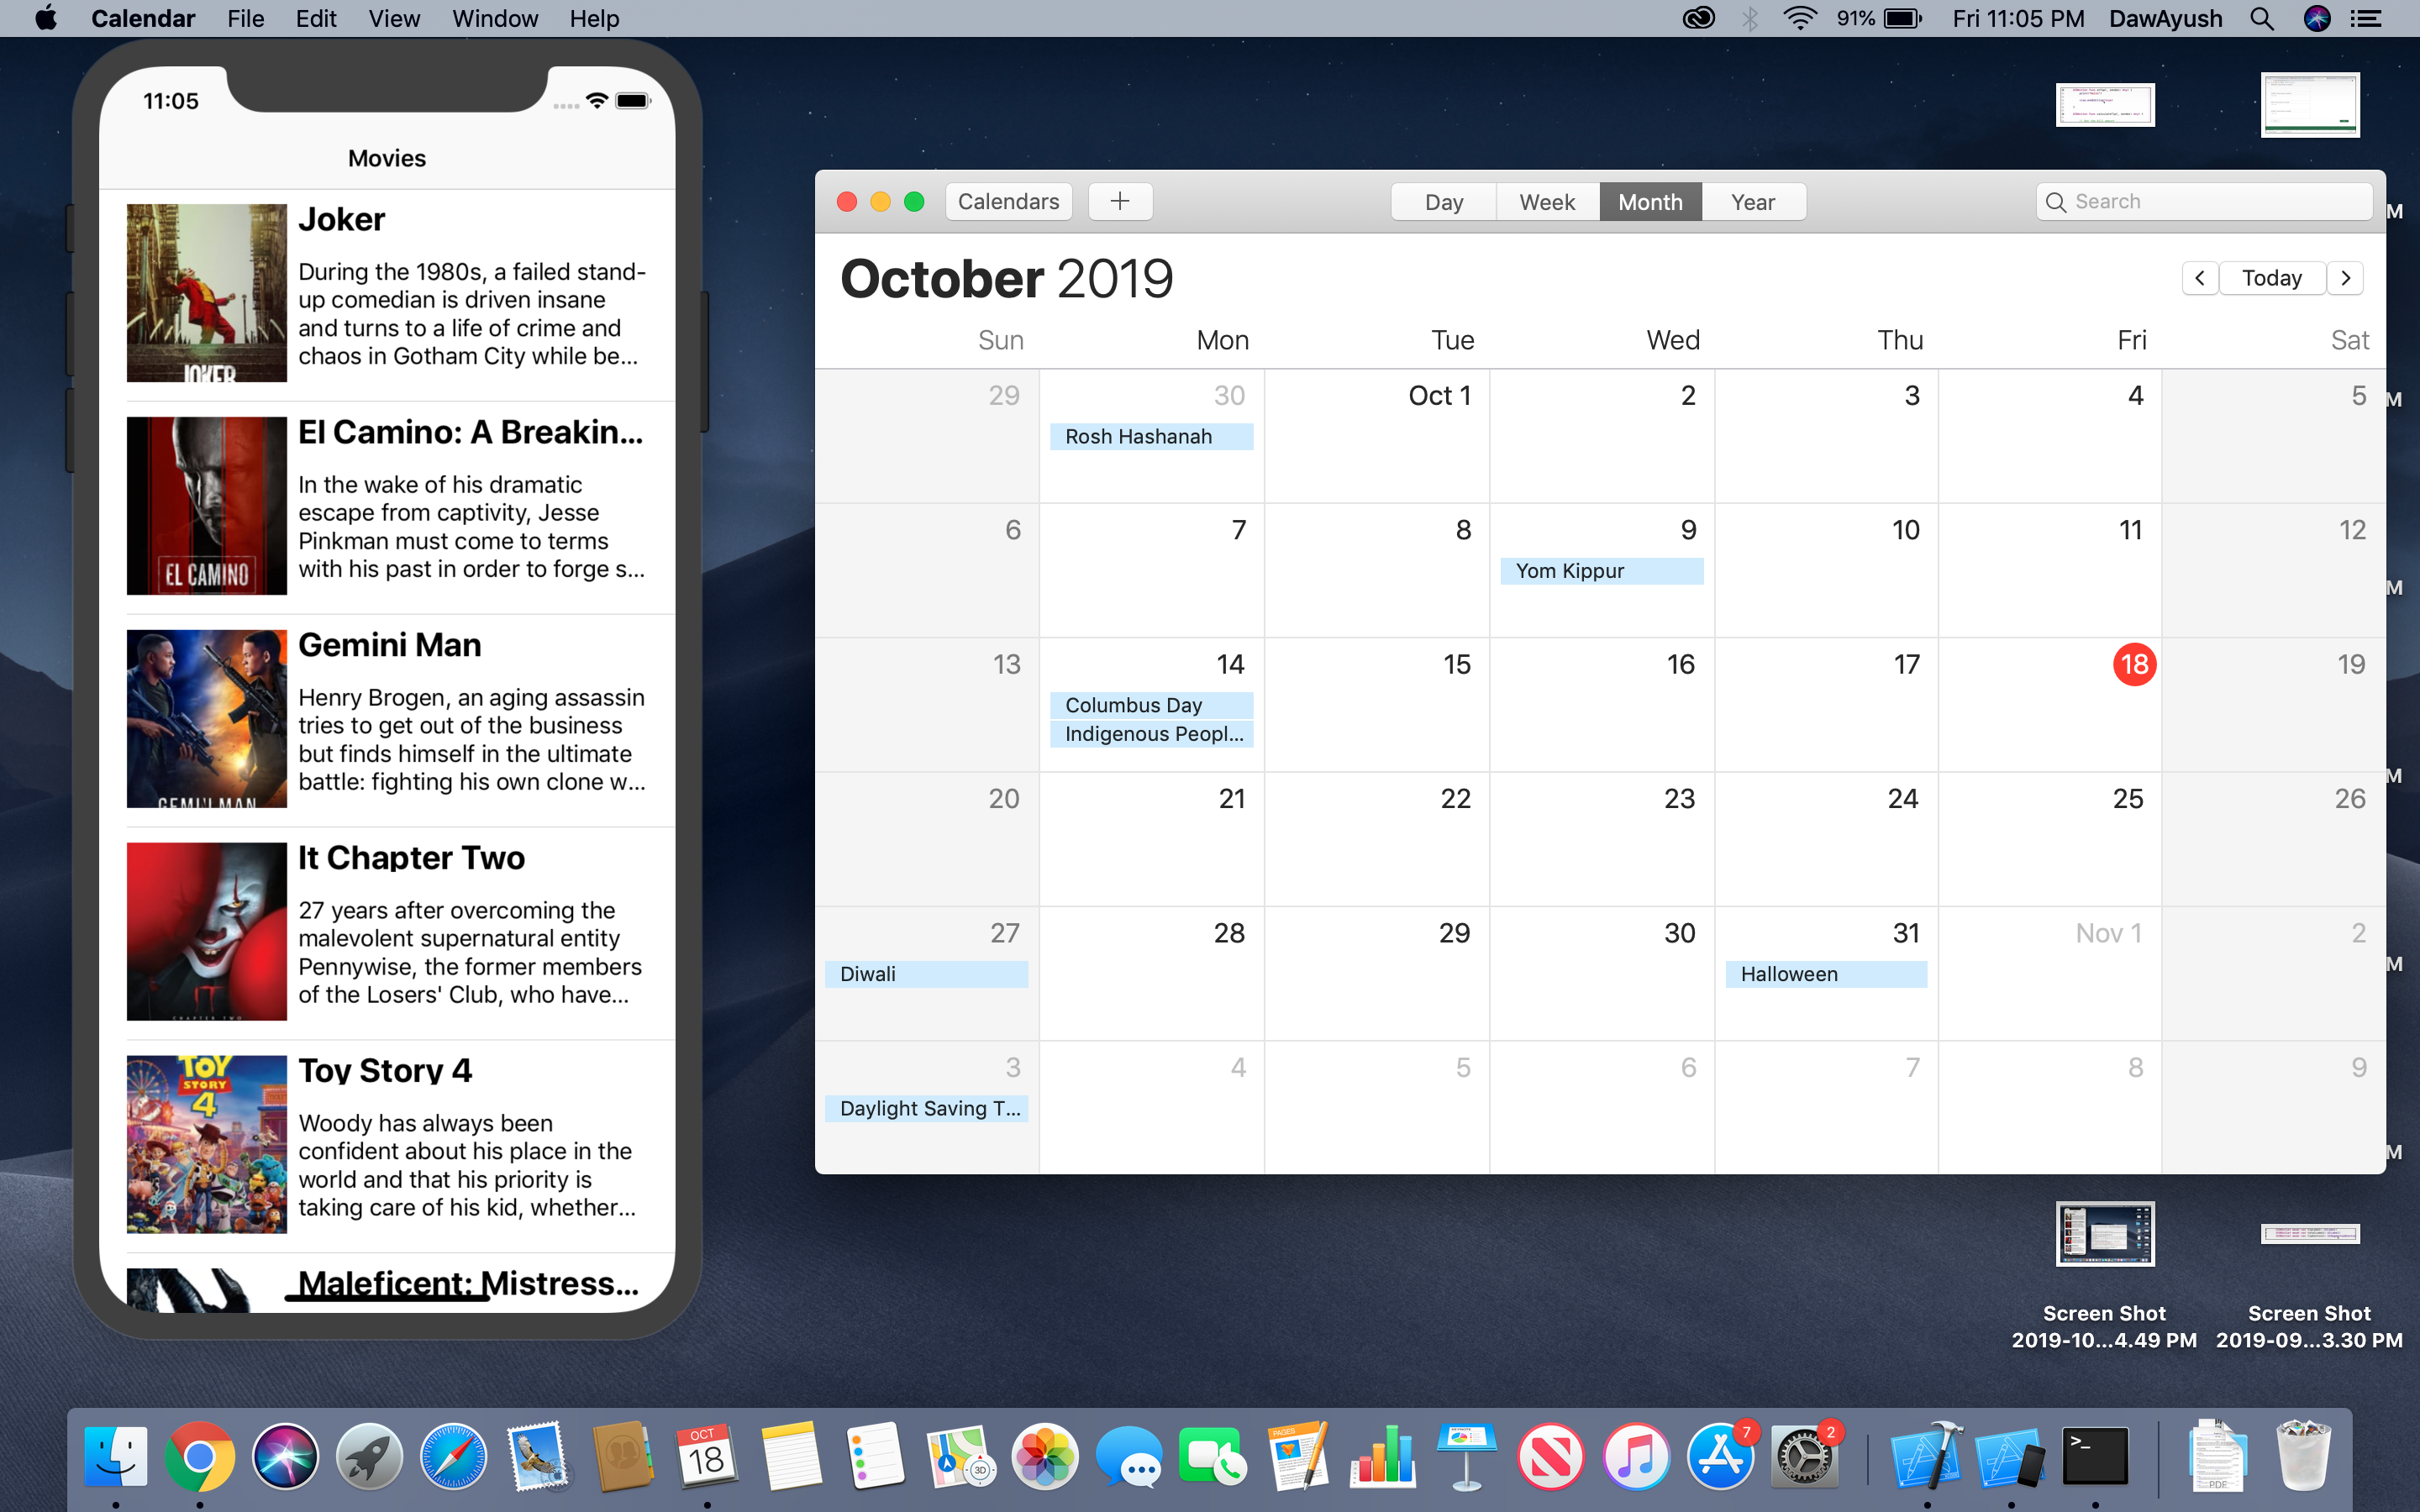 Calendar File Edit View Window Help 91% Fri 11:05 PM DawAyush
11:05
Movies
Joker
During the 1980s, a failed stand-
up comedian is driven insane
and turns to a life of crime and
chaos in Gotham City while be...
JOKER
El Camino: A Breakin...
In the wake of his dramatic
escape from captivity, Jesse
Pinkman must come to terms
with his past in order to forge s...
EL CAMINO
Gemini Man
Henry Brogen, an aging assassin
tries to get out of the business
but finds himself in the ultimate
battle: fighting his own clone w...
GEMINI MAN
It Chapter Two
27 years after overcoming the
malevolent supernatural entity
Pennywise, the former members
of the Losers' Club, who have...
IT
CHAPTER TWO
Toy Story 4
Woody has always been
confident about his place in the
world and that his priority is
taking care of his kid, whether...
TOY
STORY
4
Maleficent: Mistress...
Calendars + Day Week Month Year Search
October 2019
< Today >
Sun Mon Tue Wed Thu Fri Sat
29 30 Oct 1 2 3 4 5
Rosh Hashanah
6 7 8 9 10 11 12
Yom Kippur
13 14 15 16 17 18 19
Columbus Day
Indigenous Peopl...
20 21 22 23 24 25 26
27 28 29 30 31 Nov 1 2
Diwali Halloween
3 4 5 6 7 8 9
Daylight Saving T...
M
M
M
M
M
M
Screen Shot
2019-10...4.49 PM
Screen Shot
2019-09...3.30 PM
OCT
18
3D
PAGES
7
2
>_
PDF